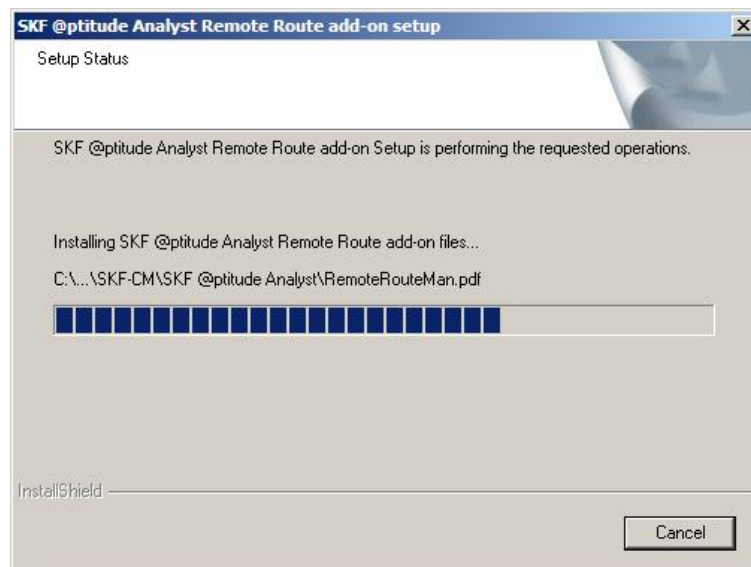 SKF @ptitude Analyst Remote Route add-on setup
Setup Status
SKF @ptitude Analyst Remote Route add-on Setup is performing the requested operations.
Installing SKF @ptitude Analyst Remote Route add-on files...
C:\...\SKF-CM\SKF @ptitude Analyst\RemoteRouteMan.pdf
InstallShield
Cancel